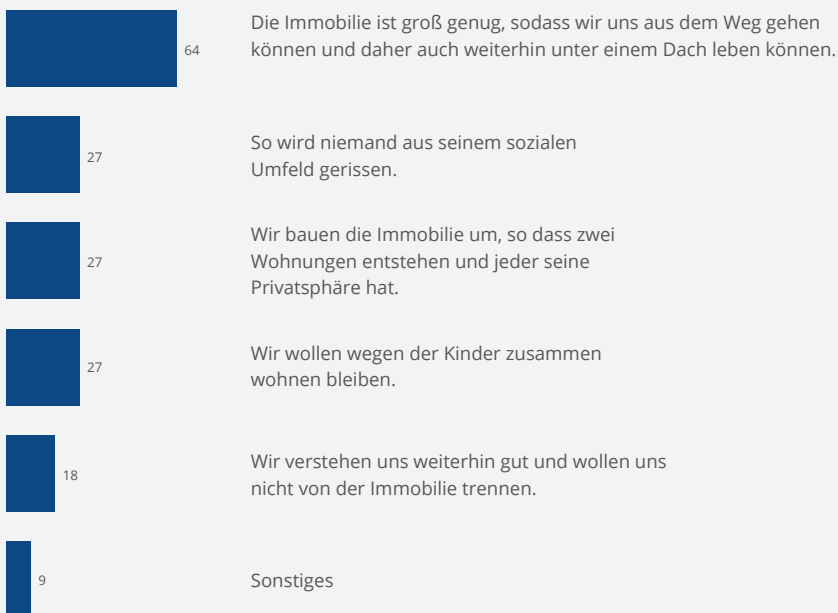 Die Immobilie ist groß genug, sodass wir uns aus dem Weg gehen
64 können und daher auch weiterhin unter einem Dach leben können.
So wird niemand aus seinem sozialen
27
Umfeld gerissen.
Wir bauen die Immobilie um, so dass zwei
27 Wohnungen entstehen und jeder seine
Privatsphäre hat.
Wir wollen wegen der Kinder zusammen
27
wohnen bleiben.
Wir verstehen uns weiterhin gut und wollen uns
18
nicht von der Immobilie trennen.
9 Sonstiges